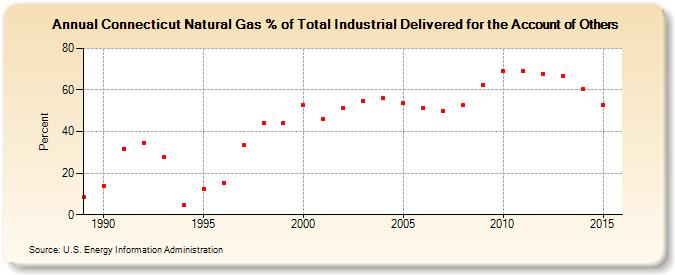 Annual Connecticut Natural Gas % of Total Industrial Delivered for the Account of Others
Percent
80
60
40
20
0
1990 1995 2000 2005 2010 2015
Source: U.S. Energy Information Administration